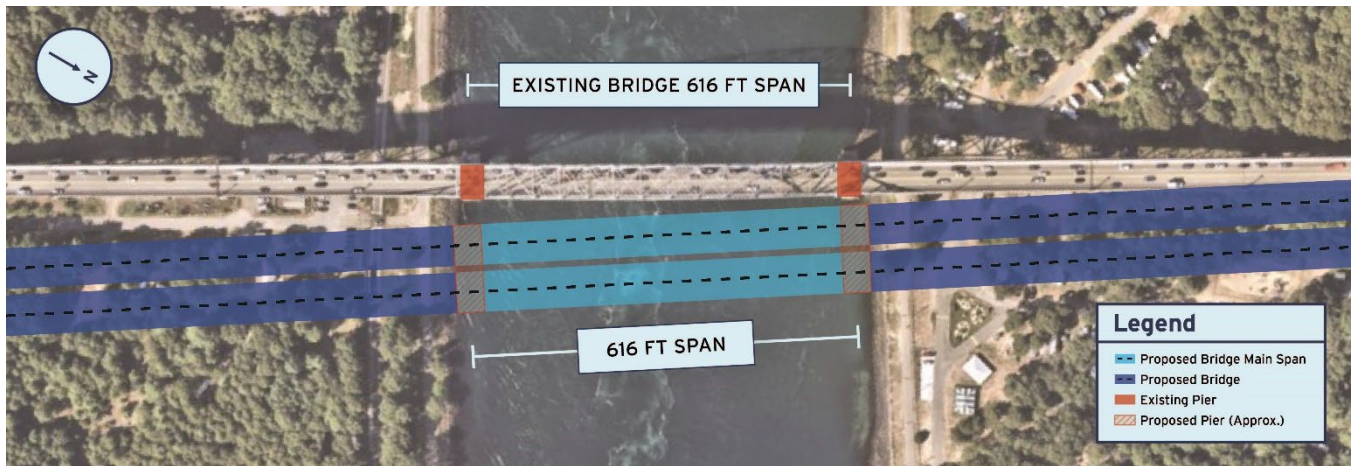 N
EXISTING BRIDGE 616 FT SPAN
616 FT SPAN
Legend
Proposed Bridge Main Span
Proposed Bridge
Existing Pier
Proposed Pier (Approx.)